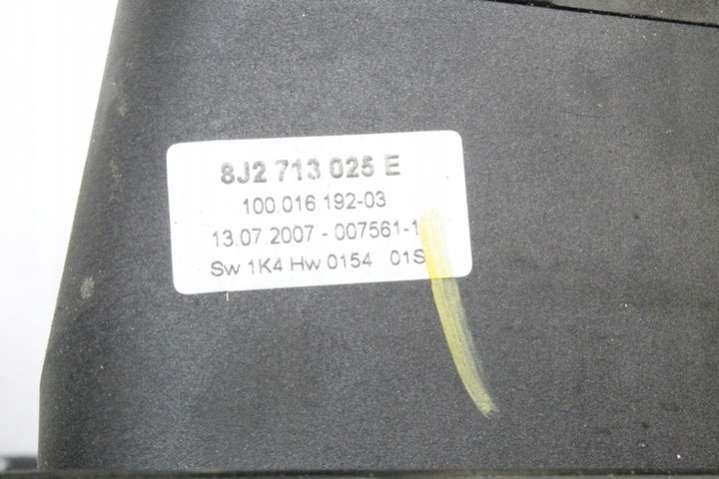 8J2 713 025 E
100.016.192-03
13.07.2007 - 007561-1
Sw 1K4 Hw 0154 01S